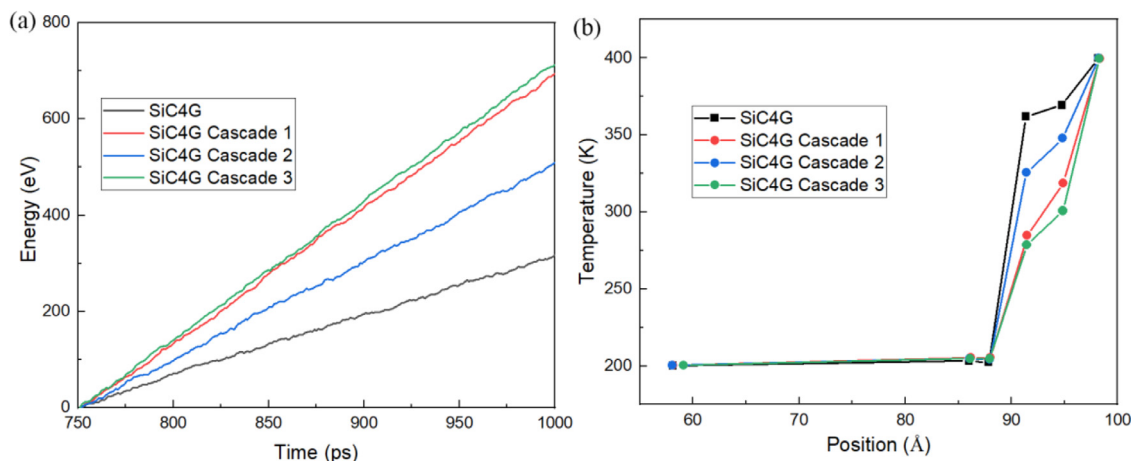 (a)
800
600
400
200
0
Energy (eV)
SiC4G
SiC4G Cascade 1
SiC4G Cascade 2
SiC4G Cascade 3
750 800 850 900 950 1000
Time (ps)
(b)
400
350
300
250
200
Temperature (K)
SiC4G
SiC4G Cascade 1
SiC4G Cascade 2
SiC4G Cascade 3
60 70 80 90 100
Position (Å)